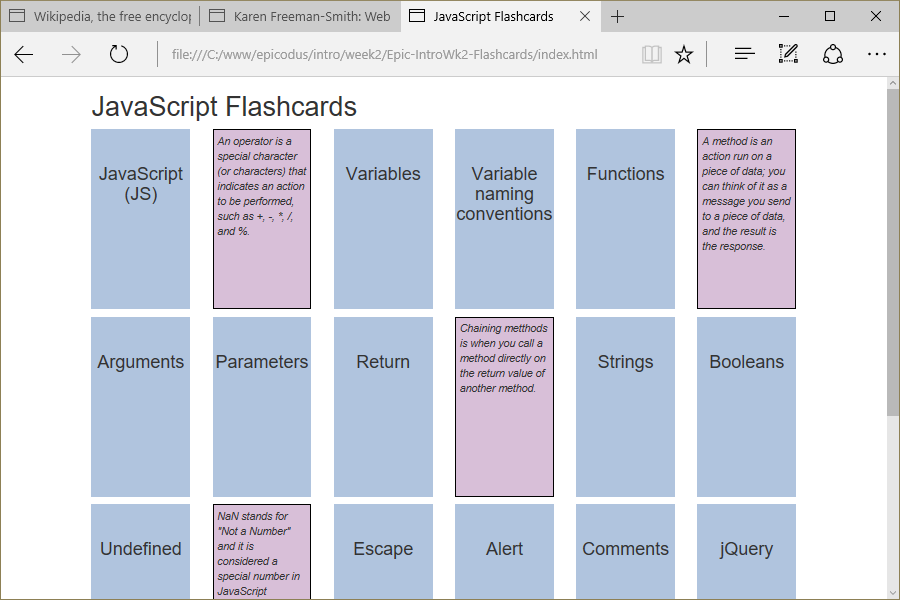 Wikipedia, the free encyclop
Karen Freeman-Smith: Web
JavaScript Flashcards
file:///C:/www/epicodus/intro/week2/Epic-IntroWk2-Flashcards/index.html
JavaScript Flashcards
JavaScript
(JS)
An operator is a
special character
(or characters) that
indicates an action
to be performed,
such as +, -, *, /,
and %.
Variables
Variable
naming
conventions
Functions
A method is an
action run on a
piece of data; you
can think of it as a
message you send
to a piece of data,
and the result is
the response.
Arguments
Parameters
Return
Chaining metthods
is when you call a
method directly on
the return value of
another method.
Strings
Booleans
Undefined
NaN stands for
"Not a Number"
and it is
considered a
special number in
JavaScript
Escape
Alert
Comments
jQuery